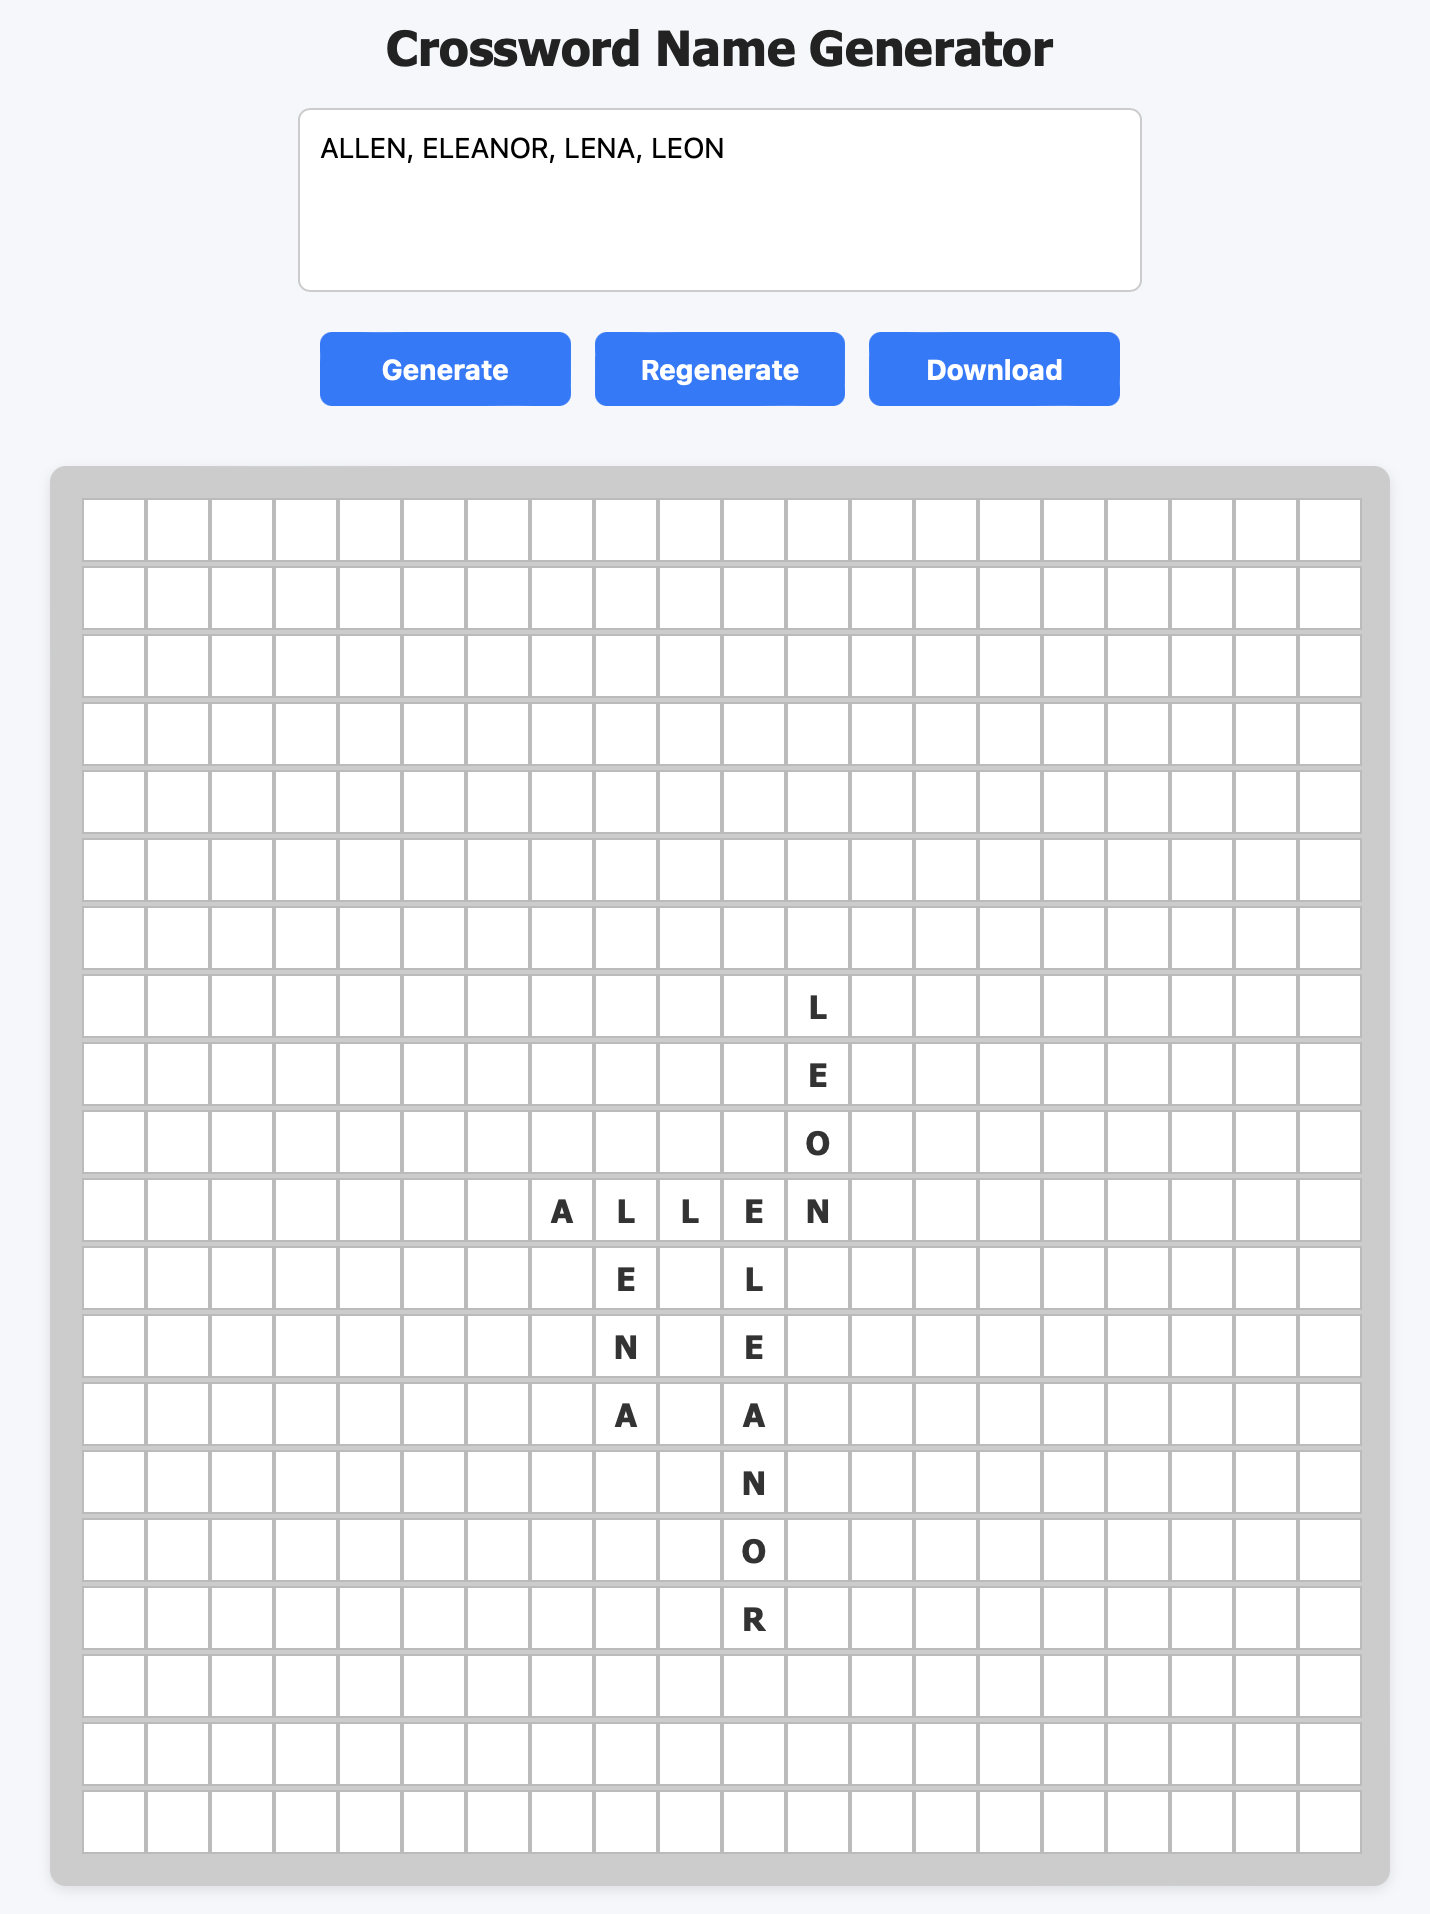 Crossword Name Generator
ALLEN, ELEANOR, LENA, LEON
Generate Regenerate Download
L
E
O
A L L E N
E L
N E
A A
N
O
R